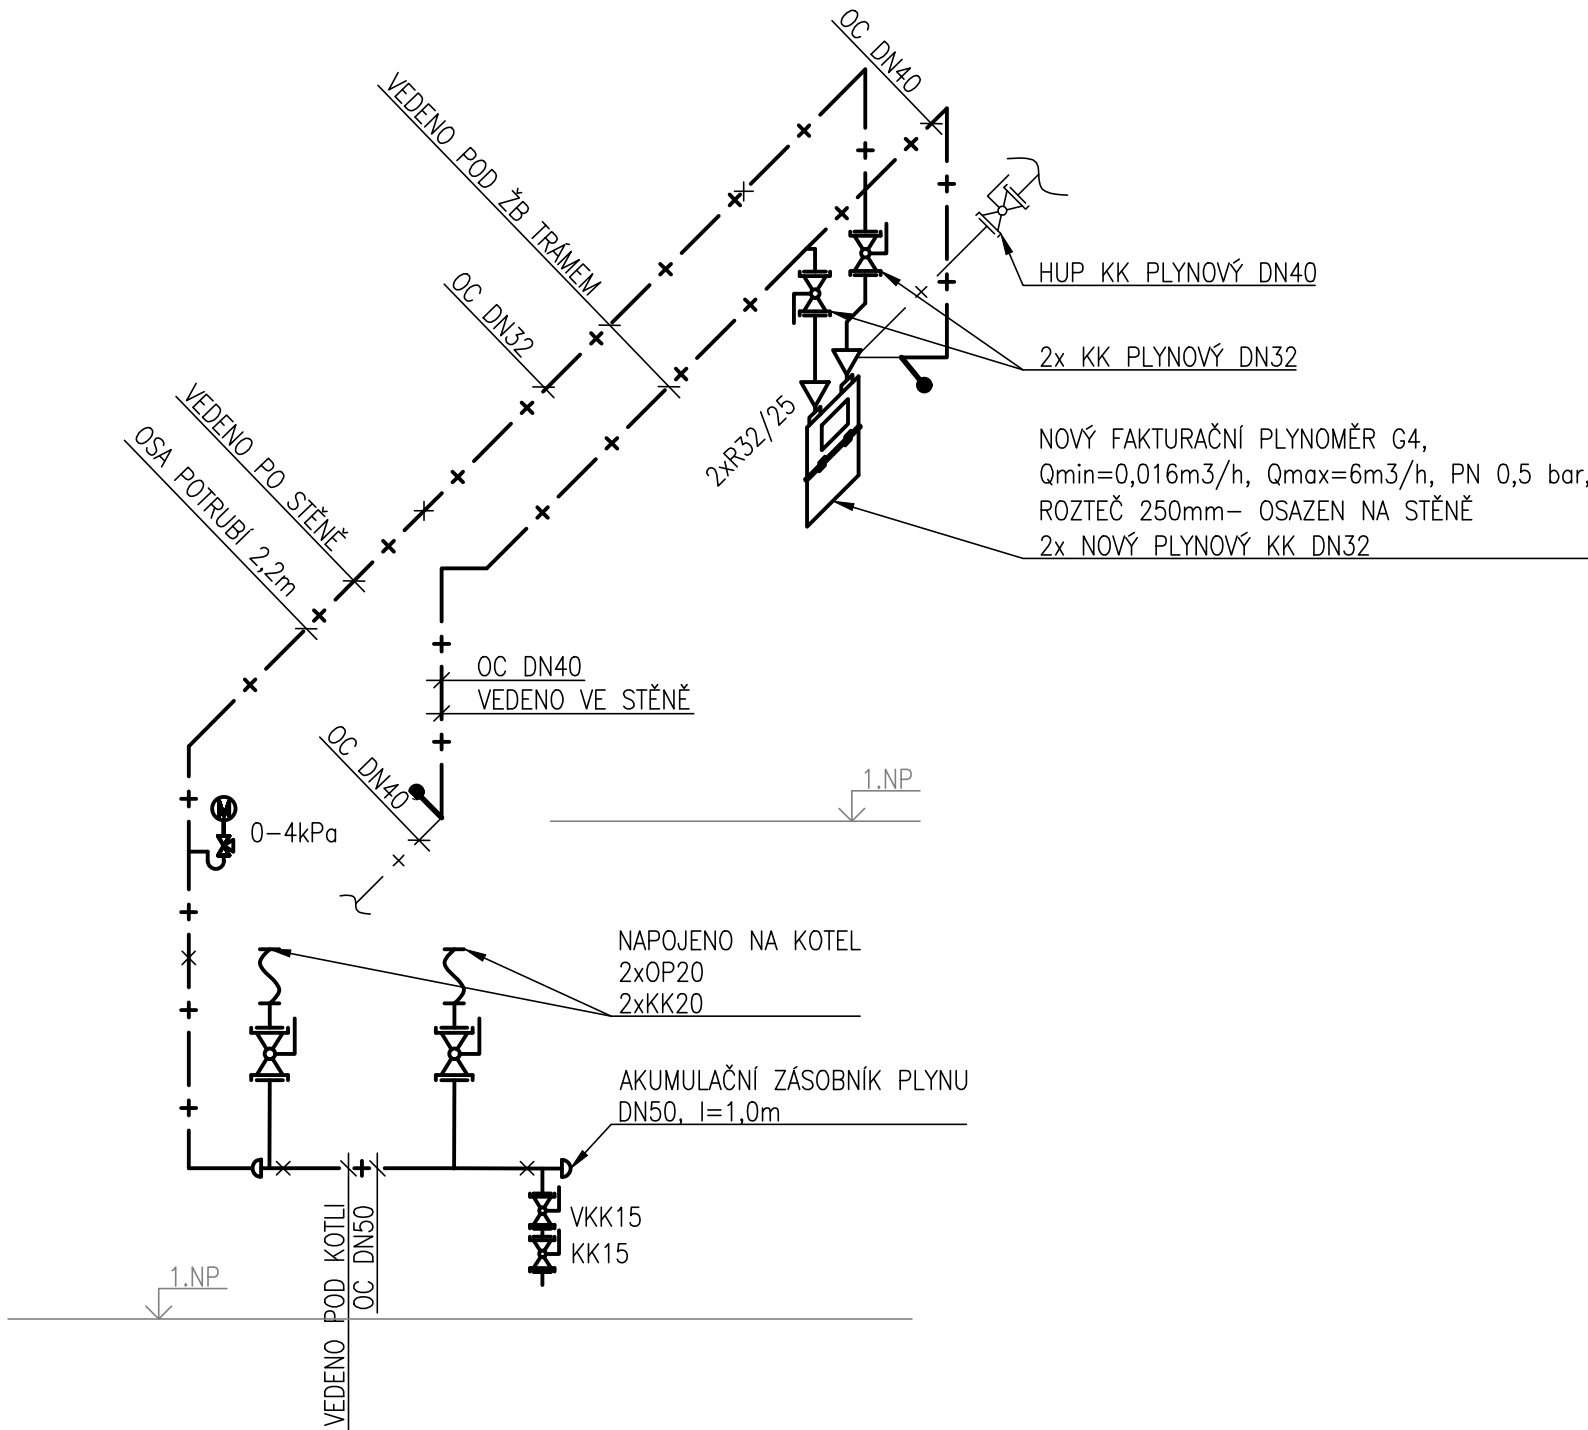 OC DN40
VEDENO POD ŽB TRÁMEM
HUP KK PLYNOVÝ DN40
OC DN32
2x KK PLYNOVÝ DN32
VEDENO PO STĚNĚ
2xR32/25
OSA POTRUBÍ 2,2m
NOVÝ FAKTURAČNÍ PLYNOMĚR G4,
Qmin=0,016m3/h, Qmax=6m3/h, PN 0,5 bar,
ROZTEČ 250mm– OSAZEN NA STĚNĚ
2x NOVÝ PLYNOVÝ KK DN32
OC DN40
VEDENO VE STĚNĚ
OC DN40
1.NP
M
0–4kPa
NAPOJENO NA KOTEL
2xOP20
2xKK20
AKUMULAČNÍ ZÁSOBNÍK PLYNU
DN50, l=1,0m
VKK15
KK15
VEDENO POD KOTLI
OC DN50
1.NP